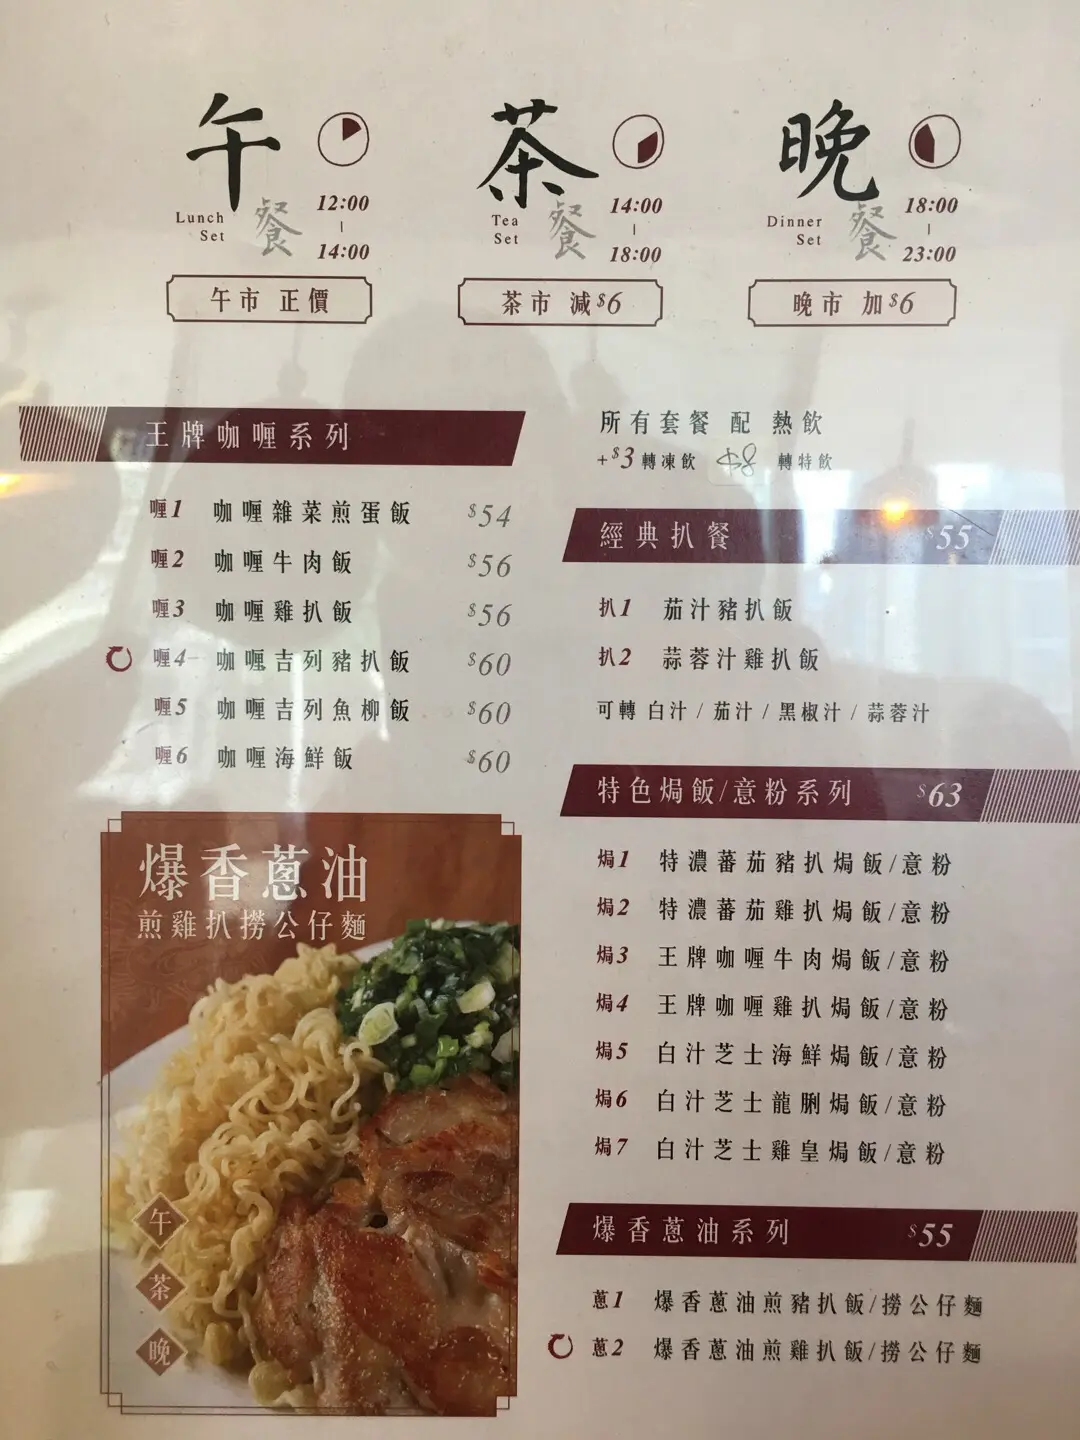 午餐
Lunch
Set
12:00
|
14:00
午市 正價
茶餐
Tea
Set
14:00
|
18:00
茶市 減$6
晚餐
Dinner
Set
18:00
|
23:00
晚市 加$6
王牌咖喱系列
喱1 咖喱雜菜煎蛋飯 $54
喱2 咖喱牛肉飯 $56
喱3 咖喱雞扒飯 $56
喱4 咖喱吉列豬扒飯 $60
喱5 咖喱吉列魚柳飯 $60
喱6 咖喱海鮮飯 $60
爆香蔥油
煎雞扒撈公仔麵
午
茶
晚
所有套餐 配 熱飲
+$3轉凍飲 $8 轉特飲
經典扒餐 $55
扒1 茄汁豬扒飯
扒2 蒜蓉汁雞扒飯
可轉 白汁 / 茄汁 / 黑椒汁 / 蒜蓉汁
特色焗飯/意粉系列 $63
焗1 特濃蕃茄豬扒焗飯/意粉
焗2 特濃蕃茄雞扒焗飯/意粉
焗3 王牌咖喱牛肉焗飯/意粉
焗4 王牌咖喱雞扒焗飯/意粉
焗5 白汁芝士海鮮焗飯/意粉
焗6 白汁芝士龍脷焗飯/意粉
焗7 白汁芝士雞皇焗飯/意粉
爆香蔥油系列 $55
蔥1 爆香蔥油煎豬扒飯/撈公仔麵
蔥2 爆香蔥油煎雞扒飯/撈公仔麵